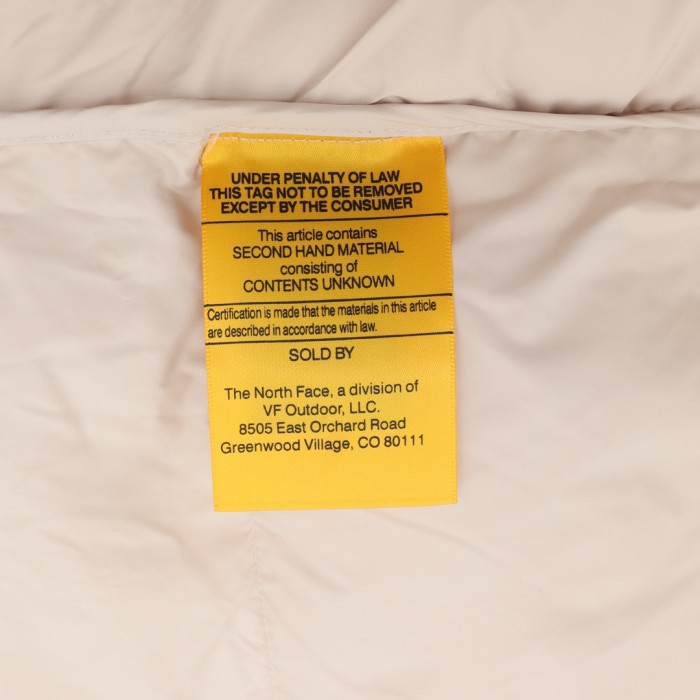 UNDER PENALTY OF LAW
THIS TAG NOT TO BE REMOVED
EXCEPT BY THE CONSUMER
This article contains
SECOND HAND MATERIAL
consisting of
CONTENTS UNKNOWN
Certification is made that the materials in this article
are described in accordance with law.
SOLD BY
The North Face, a division of
VF Outdoor, LLC.
8505 East Orchard Road
Greenwood Village, CO 80111